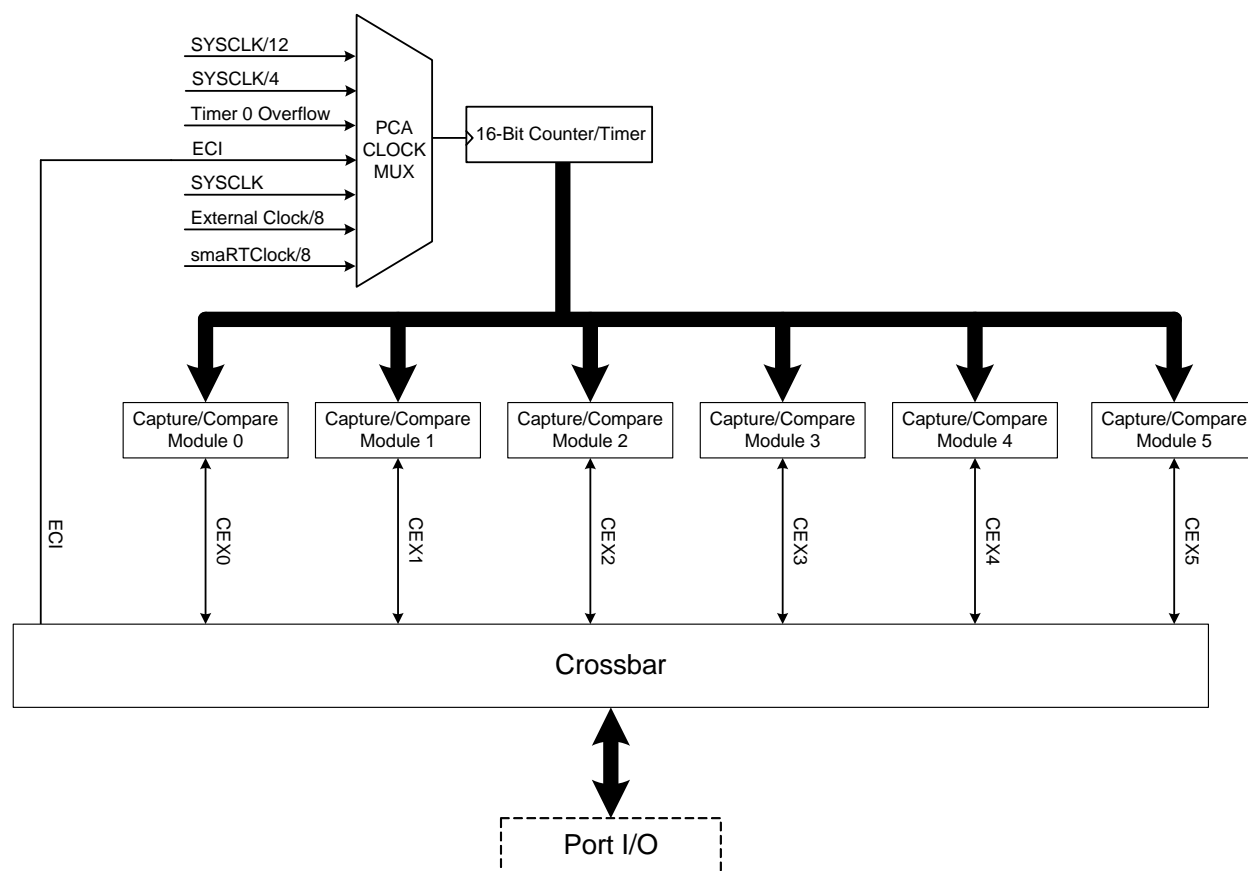 SYSCLK/12
SYSCLK/4
Timer 0 Overflow
ECI
SYSCLK
External Clock/8
smaRTClock/8
PCA
CLOCK
MUX
16-Bit Counter/Timer
Capture/Compare
Module 0
Capture/Compare
Module 1
Capture/Compare
Module 2
Capture/Compare
Module 3
Capture/Compare
Module 4
Capture/Compare
Module 5
ECI
CEX0
CEX1
CEX2
CEX3
CEX4
CEX5
Crossbar
Port I/O